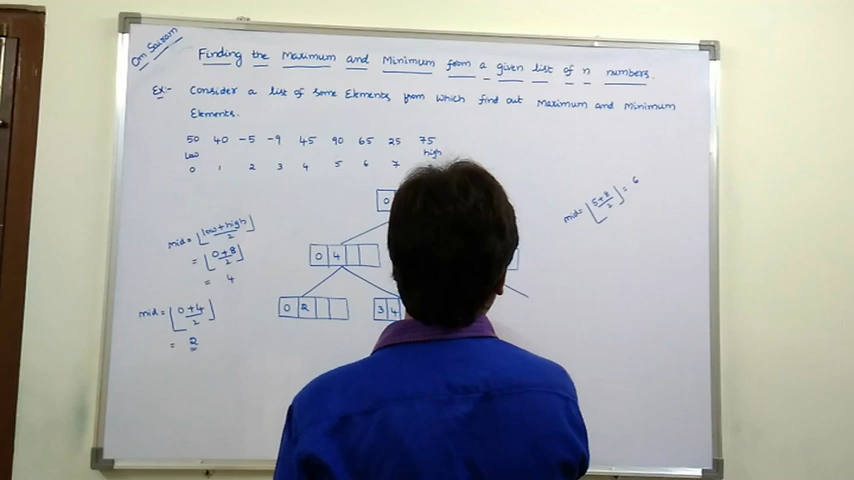 Om Sairam
Finding the Maximum and Minimum from a given list of n numbers.
Ex:- Consider a list of some Elements from which find out Maximum and Minimum
Elements.
50 40 -5 -9 45 90 65 25 75
Low high
0 1 2 3 4 5 6 7
mid= ⌊low+high/2⌋
= ⌊0+8/2⌋
= 4
mid= ⌊0+4/2⌋
= 2
mid= ⌊5+8/2⌋ = 6
0
0 4
0 2
3 4